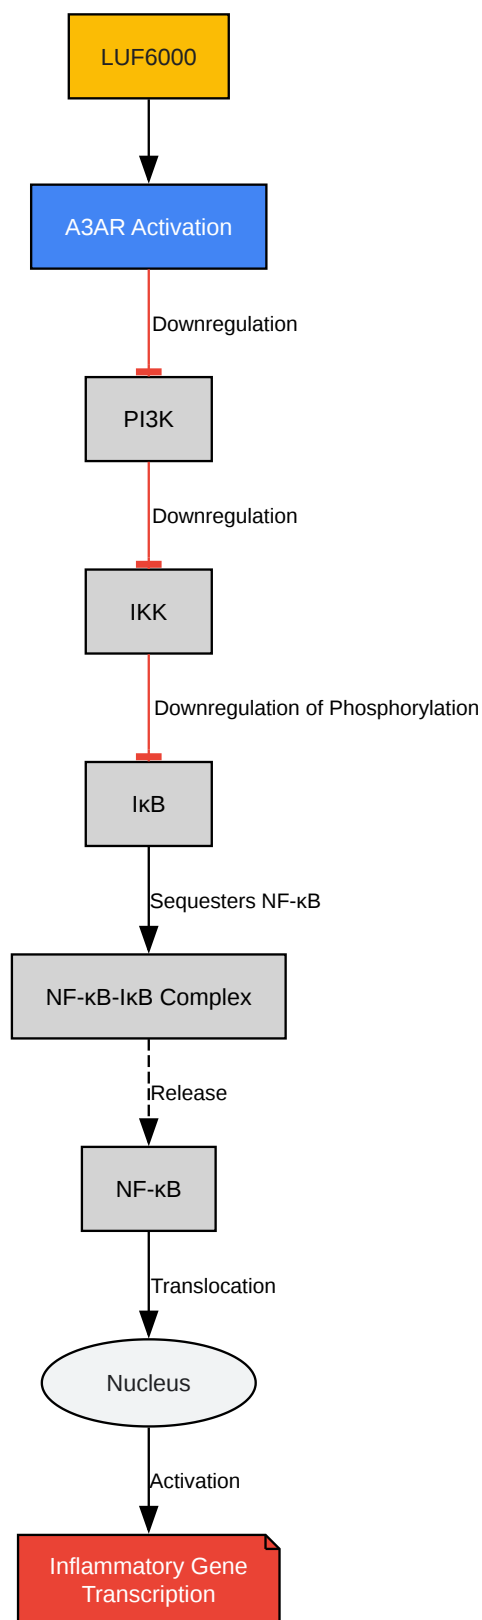 LUF6000
A3AR Activation
Downregulation
PI3K
Downregulation
IKK
Downregulation of Phosphorylation
IκB
Sequesters NF-κB
NF-κB-IκB Complex
Release
NF-κB
Translocation
Nucleus
Activation
Inflammatory Gene
Transcription